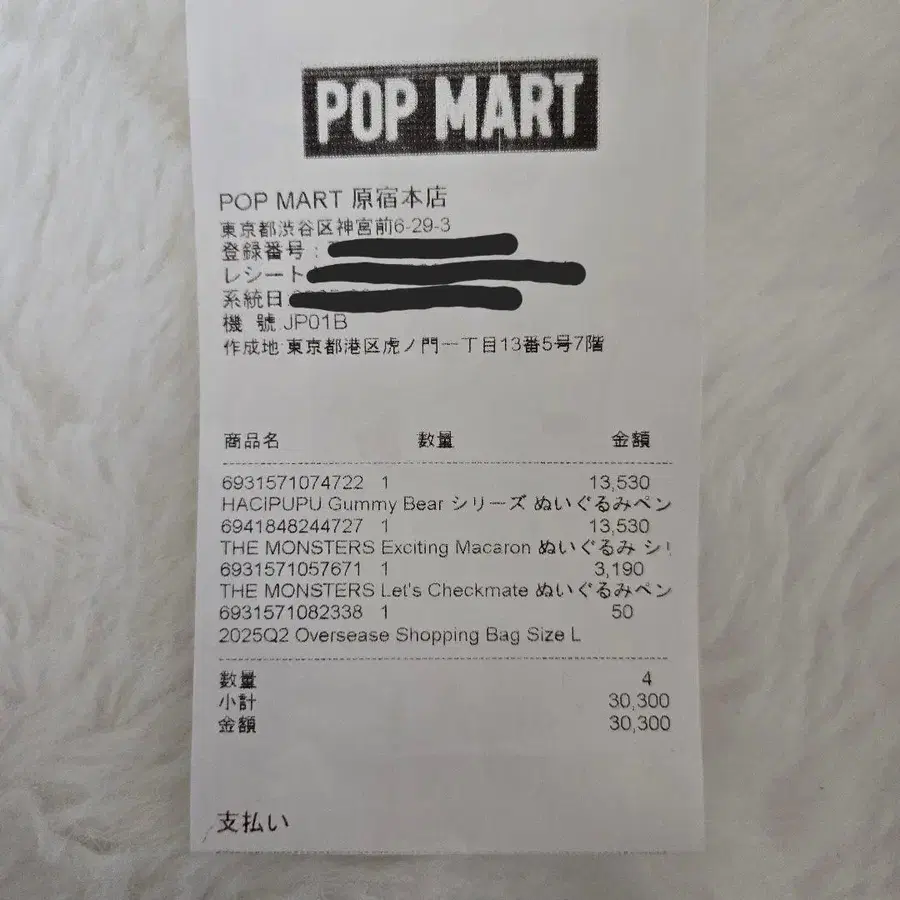 POP MART
POP MART 原宿本店
東京都渋谷区神宮前6-29-3
登録番号:
レシート
系統日
機 號 JP01B
作成地 東京都港区虎ノ門一丁目13番5号7階
商品名 数量 金額
6931571074722 1 13,530
HACIPUPU Gummy Bear シリーズ ぬいぐるみペン
6941848244727 1 13,530
THE MONSTERS Exciting Macaron ぬいぐるみ シ
6931571057671 1 3,190
THE MONSTERS Let's Checkmate ぬいぐるみペン
6931571082338 1 50
2025Q2 Oversease Shopping Bag Size L
数量 4
小計 30,300
金額 30,300
支払い